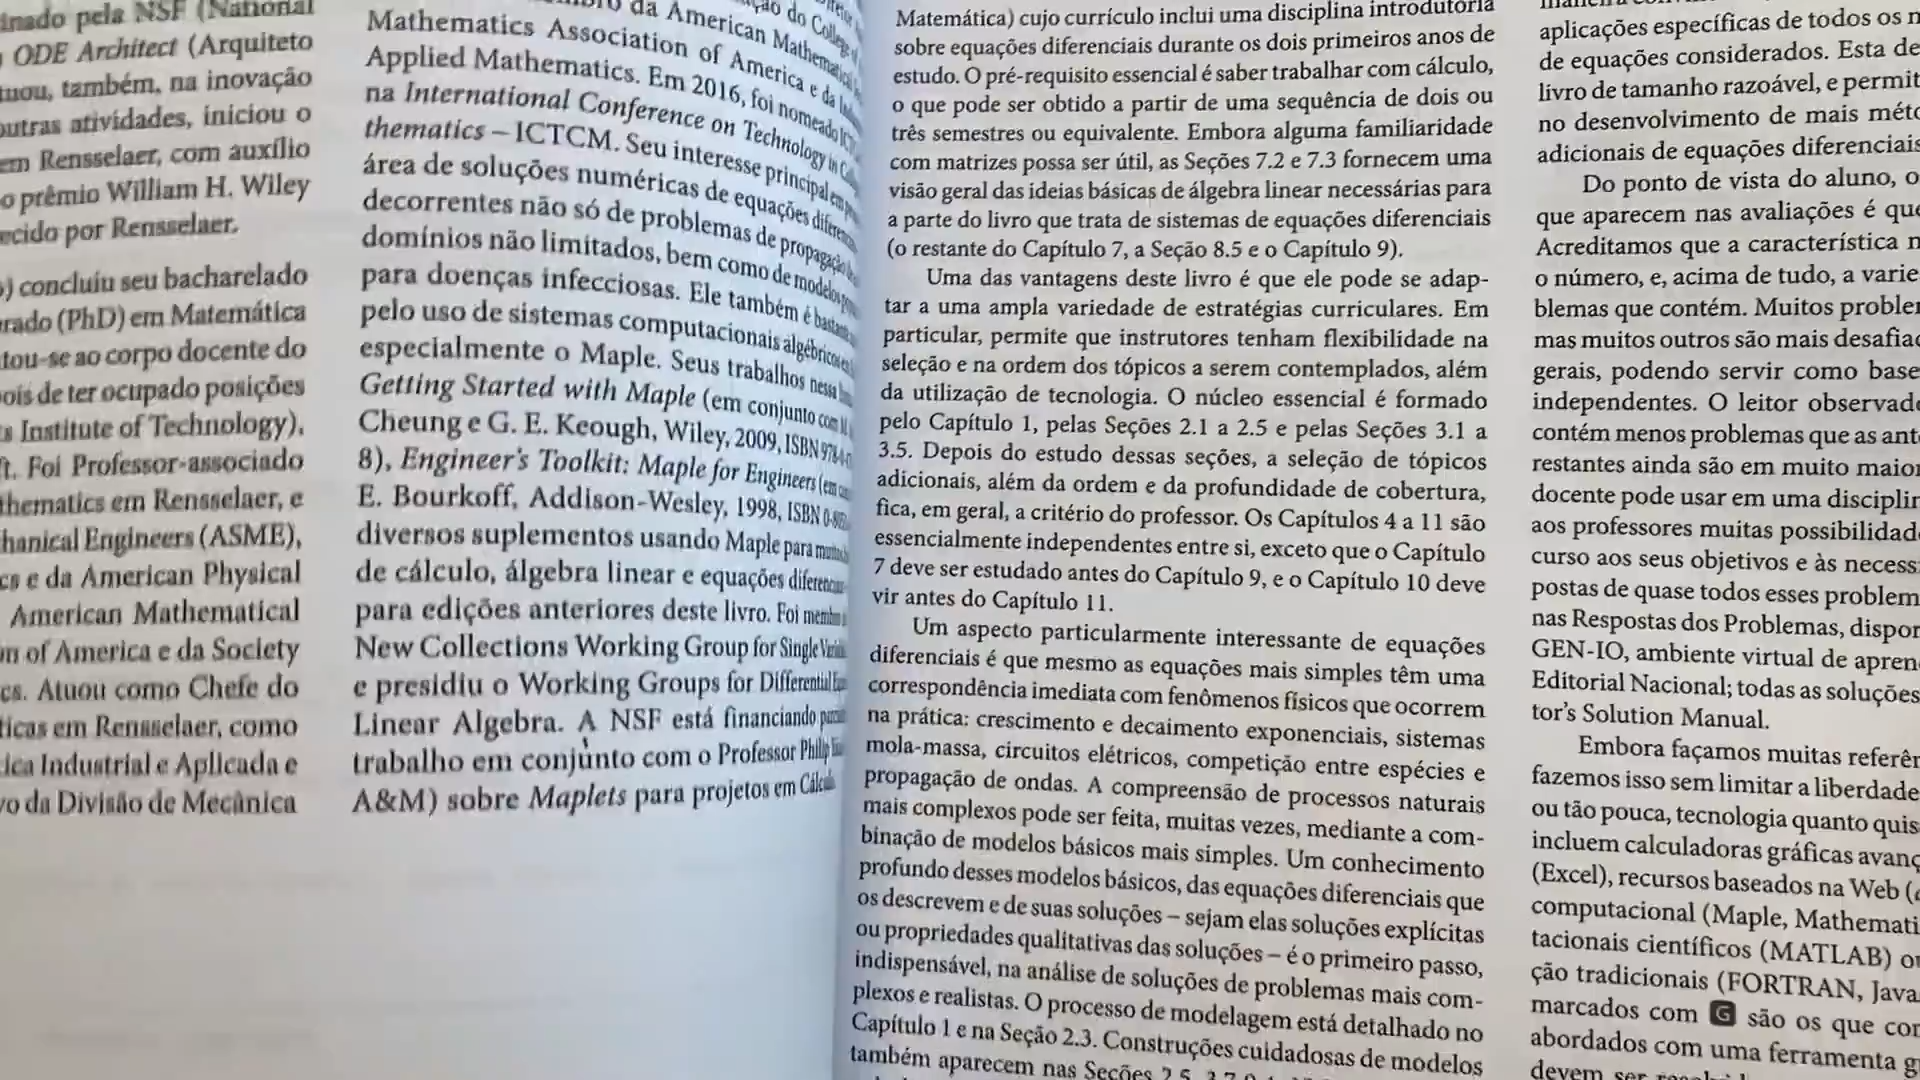 inado pela NSF (National
ODE Architect (Arquiteto
tuou, também, na inovação
outras atividades, iniciou o
em Rensselaer, com auxílio
o prêmio William H. Wiley
ecido por Rensselaer.
) concluiu seu bacharelado
rado (PhD) em Matemática
tou-se ao corpo docente do
ois de ter ocupado posições
s Institute of Technology),
ft. Foi Professor-associado
thematics em Rensselaer, e
hanical Engineers (ASME),
cs e da American Physical
American Mathematical
on of America e da Society
cs. Atuou como Chefe do
ticas em Rensselaer, como
ica Industrial e Aplicada e
vo da Divisão de Mecânica
ção do College
da American Mathematical
Mathematics Association of America e da
Applied Mathematics. Em 2016, foi nomeado
na International Conference on Technology in
thematics – ICTCM. Seu interesse principal em
área de soluções numéricas de equações
decorrentes não só de problemas de propagação
domínios não limitados, bem como de modelos
para doenças infecciosas. Ele também é
pelo uso de sistemas computacionais algébricos
especialmente o Maple. Seus trabalhos nessa
Getting Started with Maple (em conjunto com
Cheung e G. E. Keough, Wiley, 2009, ISBN
8), Engineer's Toolkit: Maple for Engineers (em
E. Bourkoff, Addison-Wesley, 1998, ISBN
diversos suplementos usando Maple para
de cálculo, álgebra linear e equações
para edições anteriores deste livro. Foi
New Collections Working Group for Single
e presidiu o Working Groups for Differential
Linear Algebra. A NSF está financiando
trabalho em conjunto com o Professor
A&M) sobre Maplets para projetos em
Matemática) cujo currículo inclui uma disciplina introdutória
sobre equações diferenciais durante os dois primeiros anos de
estudo. O pré-requisito essencial é saber trabalhar com cálculo,
o que pode ser obtido a partir de uma sequência de dois ou
três semestres ou equivalente. Embora alguma familiaridade
com matrizes possa ser útil, as Seções 7.2 e 7.3 fornecem uma
visão geral das ideias básicas de álgebra linear necessárias para
a parte do livro que trata de sistemas de equações diferenciais
(o restante do Capítulo 7, a Seção 8.5 e o Capítulo 9).
Uma das vantagens deste livro é que ele pode se adap-
tar a uma ampla variedade de estratégias curriculares. Em
particular, permite que instrutores tenham flexibilidade na
seleção e na ordem dos tópicos a serem contemplados, além
da utilização de tecnologia. O núcleo essencial é formado
pelo Capítulo 1, pelas Seções 2.1 a 2.5 e pelas Seções 3.1 a
3.5. Depois do estudo dessas seções, a seleção de tópicos
adicionais, além da ordem e da profundidade de cobertura,
fica, em geral, a critério do professor. Os Capítulos 4 a 11 são
essencialmente independentes entre si, exceto que o Capítulo
7 deve ser estudado antes do Capítulo 9, e o Capítulo 10 deve
vir antes do Capítulo 11.
Um aspecto particularmente interessante de equações
diferenciais é que mesmo as equações mais simples têm uma
correspondência imediata com fenômenos físicos que ocorrem
na prática: crescimento e decaimento exponenciais, sistemas
mola-massa, circuitos elétricos, competição entre espécies e
propagação de ondas. A compreensão de processos naturais
mais complexos pode ser feita, muitas vezes, mediante a com-
binação de modelos básicos mais simples. Um conhecimento
profundo desses modelos básicos, das equações diferenciais que
os descrevem e de suas soluções – sejam elas soluções explícitas
ou propriedades qualitativas das soluções – é o primeiro passo,
indispensável, na análise de soluções de problemas mais com-
plexos e realistas. O processo de modelagem está detalhado no
Capítulo 1 e na Seção 2.3. Construções cuidadosas de modelos
também aparecem nas Seções 2.5, 3.7,
aplicações específicas de todos os
de equações considerados. Esta de
livro de tamanho razoável, e permit
no desenvolvimento de mais mét
adicionais de equações diferenciais
Do ponto de vista do aluno, o
que aparecem nas avaliações é que
Acreditamos que a característica
o número, e, acima de tudo, a varie
blemas que contém. Muitos proble
mas muitos outros são mais desafia
gerais, podendo servir como base
independentes. O leitor observad
contém menos problemas que as ant
restantes ainda são em muito maior
docente pode usar em uma disciplin
aos professores muitas possibilidad
curso aos seus objetivos e às necess
postas de quase todos esses problem
nas Respostas dos Problemas, dispon
GEN-IO, ambiente virtual de apren
Editorial Nacional; todas as soluções
tor's Solution Manual.
Embora façamos muitas referên
fazemos isso sem limitar a liberdade
ou tão pouca, tecnologia quanto quis
incluem calculadoras gráficas avanç
(Excel), recursos baseados na Web (
computacional (Maple, Mathemati
tacionais científicos (MATLAB) ou
ção tradicionais (FORTRAN, Java
marcados com G são os que con
abordados com uma ferramenta g
devem ser